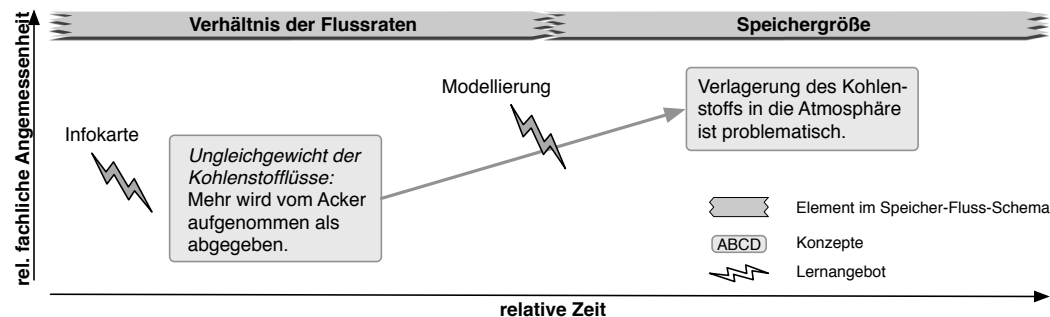 Verhältnis der Flussraten
Speichergröße
rel. fachliche Angemessenheit
Infokarte
Ungleichgewicht der
Kohlenstofflüsse:
Mehr wird vom Acker
aufgenommen als
abgegeben.
Modellierung
Verlagerung des Kohlen-
stoffs in die Atmosphäre
ist problematisch.
Element im Speicher-Fluss-Schema
ABCD
Konzepte
Lernangebot
relative Zeit